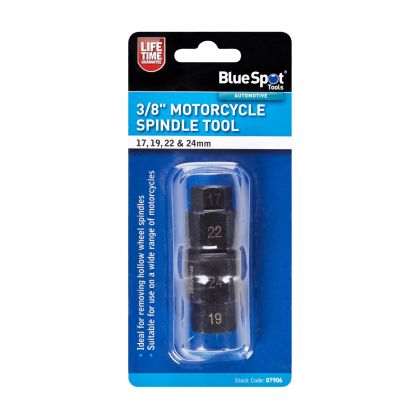 LIFE
TIME
GUARANTEE
BlueSpot
Tools
AUTOMOTIVE
3/8" MOTORCYCLE
SPINDLE TOOL
17, 19, 22 & 24mm
17
22
24
19
Ideal for removing hollow wheel spindles
Suitable for use on a wide range of motorcycles
Stock Code: 07906